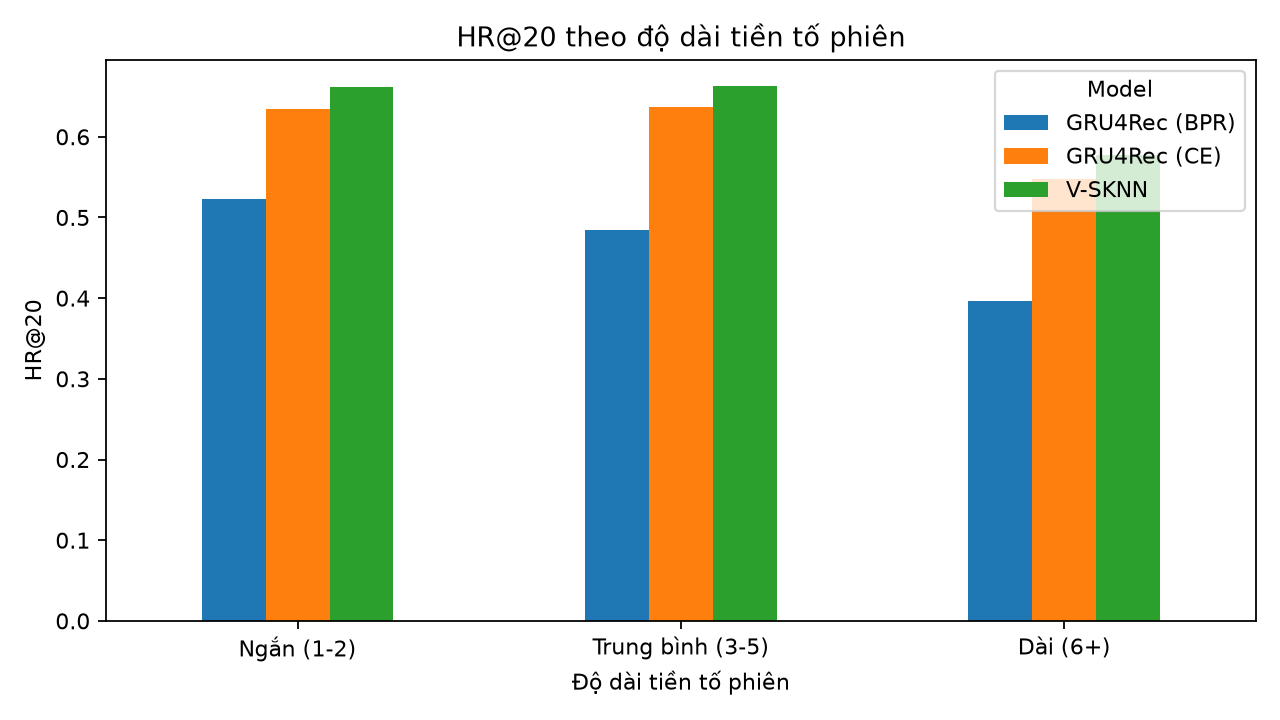 HR@20 theo độ dài tiền tố phiên
Model
GRU4Rec (BPR)
GRU4Rec (CE)
V-SKNN
HR@20
0.6
0.5
0.4
0.3
0.2
0.1
0.0
Ngắn (1-2)
Trung bình (3-5)
Dài (6+)
Độ dài tiền tố phiên